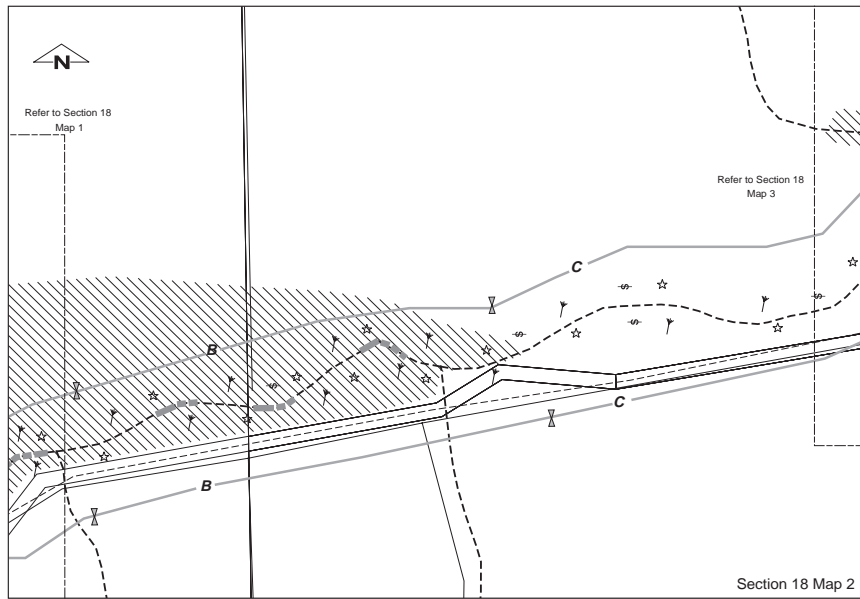 N
Refer to Section 18
Map 1
Refer to Section 18
Map 3
C
B
C
B
Section 18 Map 2